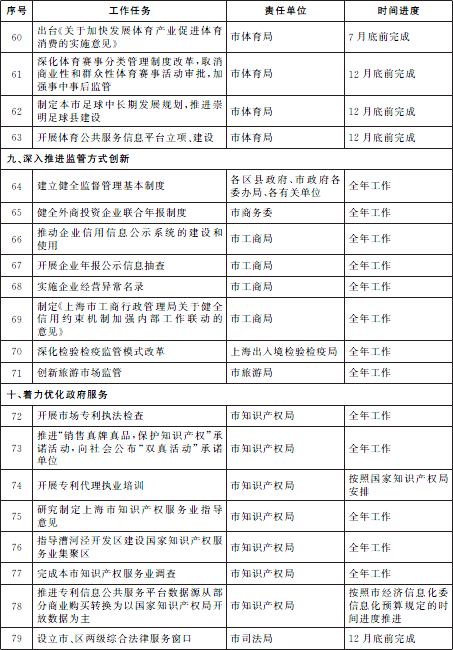 序号 工作任务 责任单位 时间进度
60 出台《关于加快发展体育产业促进体育 市体育局 7月底前完成
消费的实施意见》
61 深化体育赛事分类管理制度改革,取消 市体育局 12月底前完成
商业性和群众性体育赛事活动审批,加
强事中事后监管
62 制定本市足球中长期发展规划,推进崇 市体育局 12月底前完成
明足球县建设
63 开展体育公共服务信息平台立项、建设 市体育局 12月底前完成
九、深入推进监管方式创新
64 建立健全监督管理基本制度 各区县政府、市政府各 全年工作
委办局、各有关单位
65 健全外商投资企业联合年报制度 市商务委 全年工作
66 推动企业信用信息公示系统的建设和 市工商局 全年工作
使用
67 开展企业年报公示信息抽查 市工商局 全年工作
68 实施企业经营异常名录 市工商局 全年工作
69 制定《上海市工商行政管理局关于健全 市工商局 全年工作
信用约束机制加强内部工作联动的
意见》
70 深化检验检疫监管模式改革 上海出入境检验检疫局 全年工作
71 创新旅游市场监管 市旅游局 全年工作
十、着力优化政府服务
72 开展市场专利执法检查 市知识产权局 全年工作
73 推进“销售真牌真品,保护知识产权”承 市知识产权局 全年工作
诺活动,向社会公布“双真活动”承诺
单位
74 开展专利代理执业培训 市知识产权局 按照国家知识产权局
安排
75 研究制定上海市知识产权服务业指导 市知识产权局 全年工作
意见
76 指导漕河泾开发区建设国家知识产权服 市知识产权局 全年工作
务业集聚区
77 完成本市知识产权服务业调查 市知识产权局 全年工作
78 推进专利信息公共服务平台数据源从部 市知识产权局 按照市经济信息化委
分商业购买转换为以国家知识产权局开 信息化预算规定的时
放数据为主 间进度推进
79 设立市、区两级综合法律服务窗口 市司法局 12月底前完成